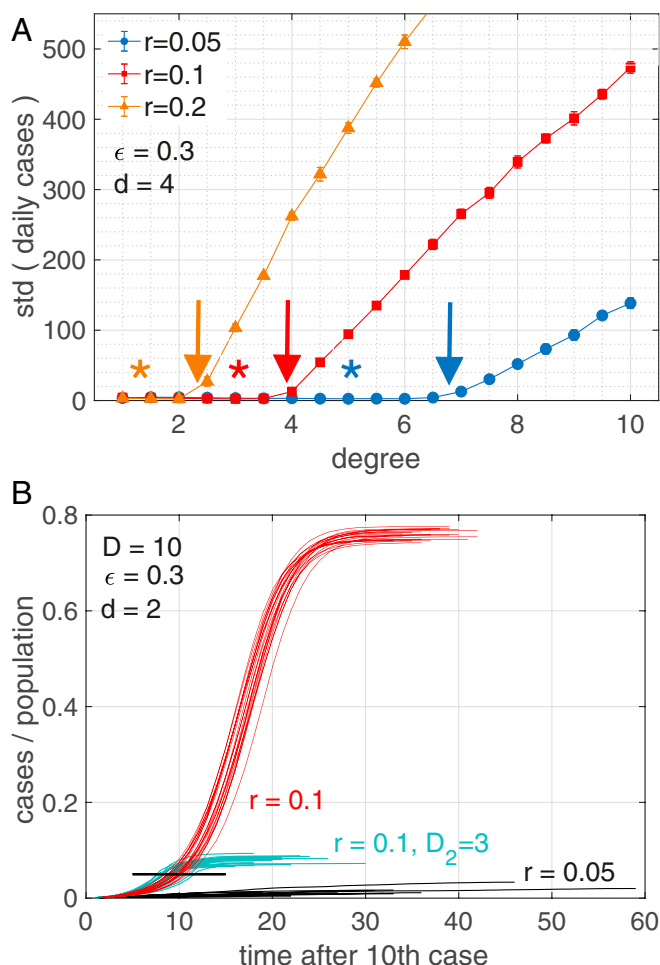 A
500
400
300
200
100
0
std ( daily cases )
r=0.05
r=0.1
r=0.2
ϵ = 0.3
d = 4
*
*
*
2
4
6
8
10
degree
B
0.8
0.6
0.4
0.2
0
cases / population
D = 10
ϵ = 0.3
d = 2
r = 0.1
r = 0.1, D₂=3
r = 0.05
0
10
20
30
40
50
60
time after 10th case